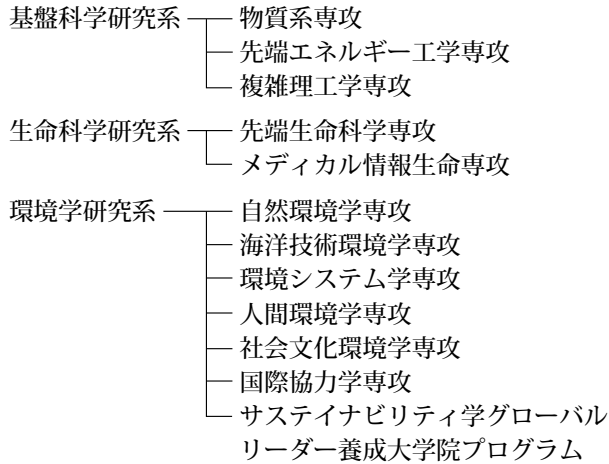 基盤科学研究系 物質系専攻
先端エネルギー工学専攻
複雑理工学専攻
生命科学研究系 先端生命科学専攻
メディカル情報生命専攻
環境学研究系 自然環境学専攻
海洋技術環境学専攻
環境システム学専攻
人間環境学専攻
社会文化環境学専攻
国際協力学専攻
サステイナビリティ学グローバル
リーダー養成大学院プログラム